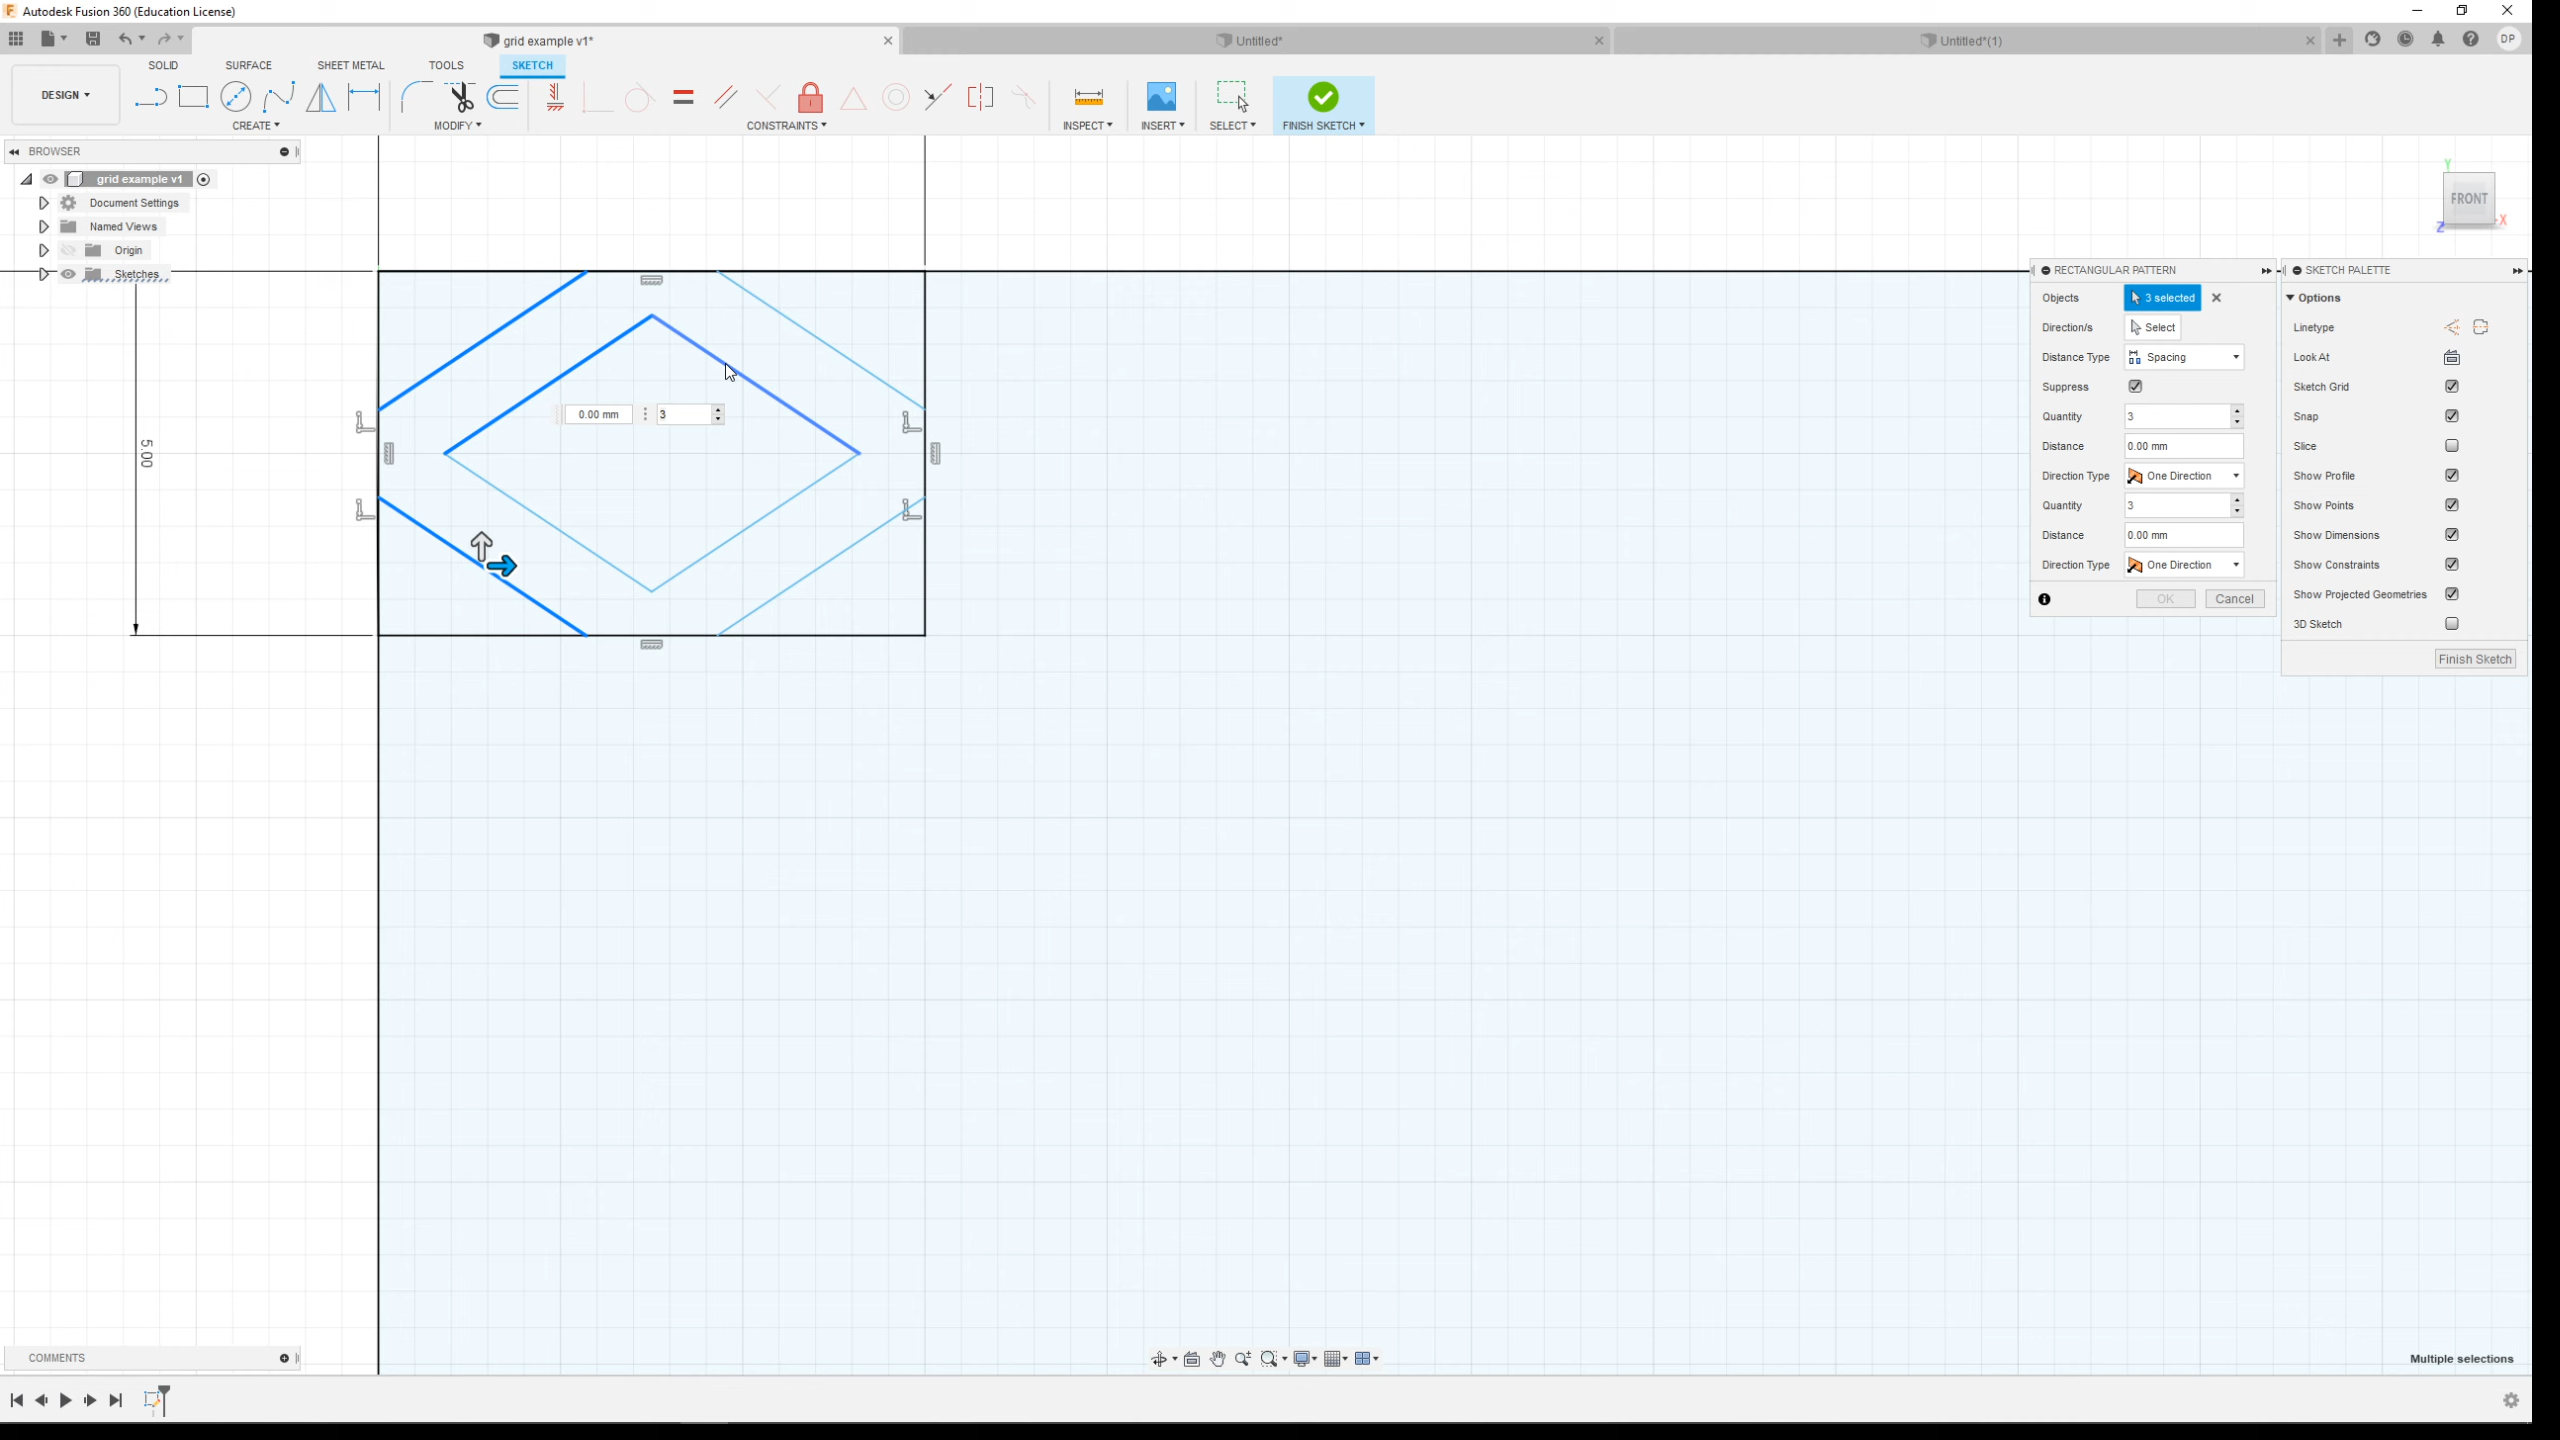 Autodesk Fusion 360 (Education License)
grid example v1*
Untitled*
Untitled*(1)
DP
SOLID
SURFACE
SHEET METAL
TOOLS
SKETCH
DESIGN
CREATE
MODIFY
CONSTRAINTS
INSPECT
INSERT
SELECT
FINISH SKETCH
BROWSER
grid example v1
Document Settings
Named Views
Origin
Sketches
Y
FRONT
X
Z
5.00
0.00 mm
3
RECTANGULAR PATTERN
Objects
3 selected
Direction/s
Select
Distance Type
Spacing
Suppress
Quantity
3
Distance
0.00 mm
Direction Type
One Direction
Quantity
3
Distance
0.00 mm
Direction Type
One Direction
OK
Cancel
SKETCH PALETTE
Options
Linetype
Look At
Sketch Grid
Snap
Slice
Show Profile
Show Points
Show Dimensions
Show Constraints
Show Projected Geometries
3D Sketch
Finish Sketch
COMMENTS
Multiple selections